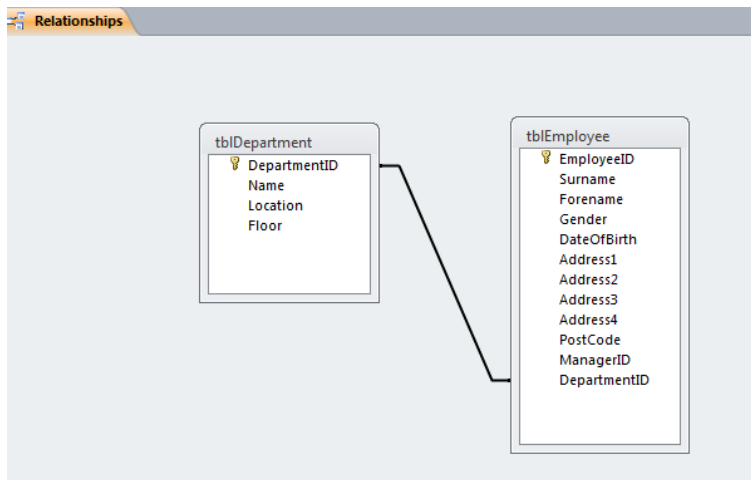 Relationships
tblDepartment
DepartmentID
Name
Location
Floor
tblEmployee
EmployeeID
Surname
Forename
Gender
DateOfBirth
Address1
Address2
Address3
Address4
PostCode
ManagerID
DepartmentID